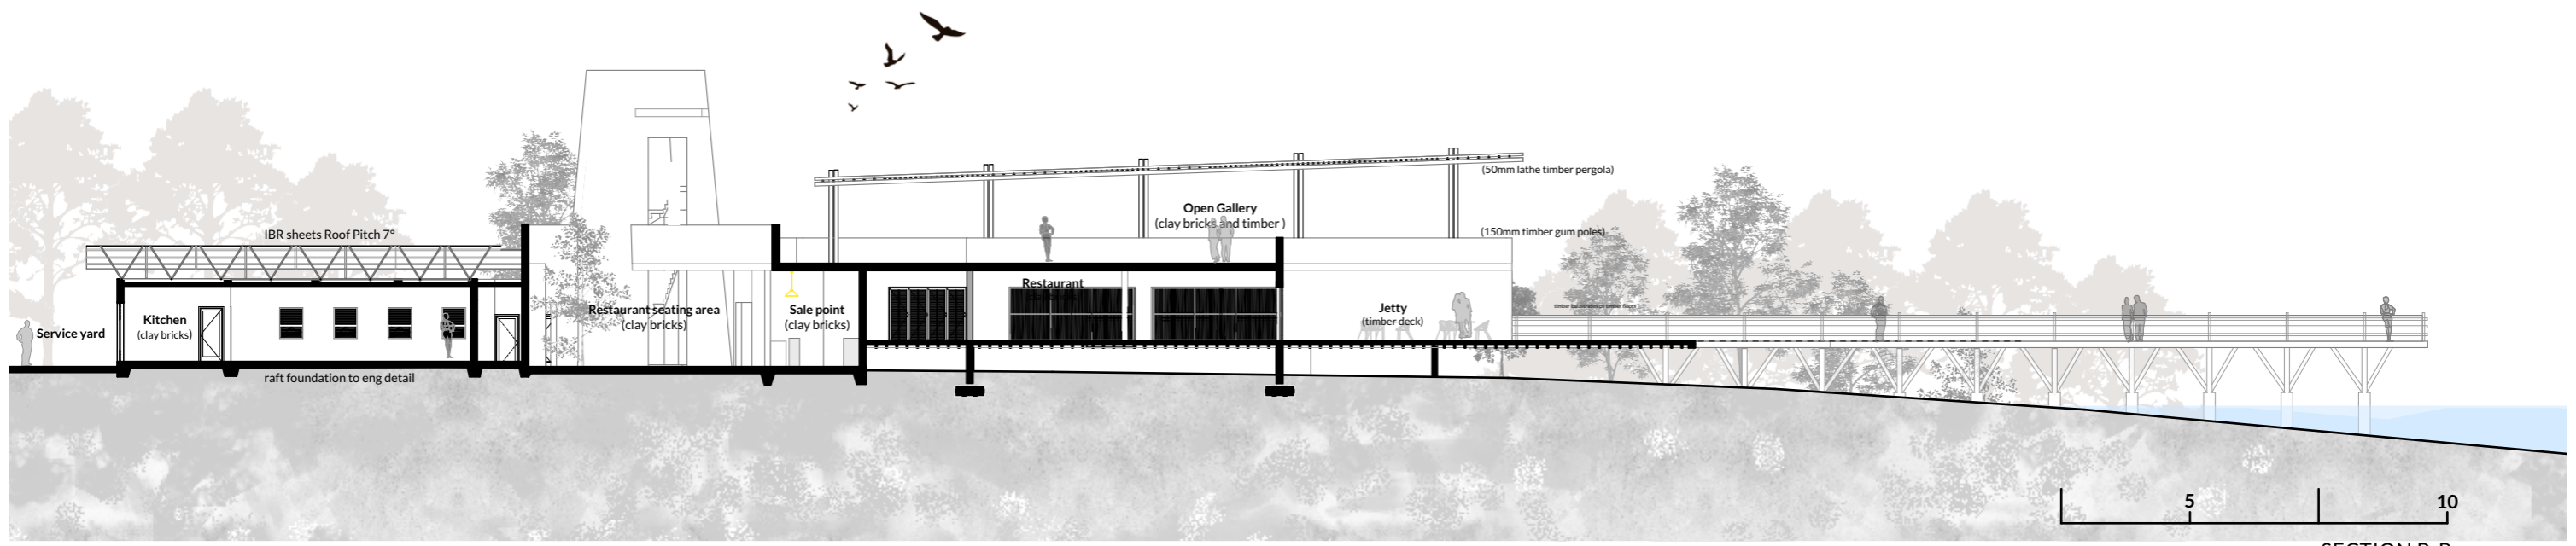 (50mm lathe timber pergola)
Open Gallery
(clay bricks and timber )
(150mm timber gum poles)
IBR sheets Roof Pitch 7°
Restaurant
Restaurant seating area
(clay bricks)
Sale point
(clay bricks)
Jetty
(timber deck)
Kitchen
(clay bricks)
Service yard
raft foundation to eng detail
5
10